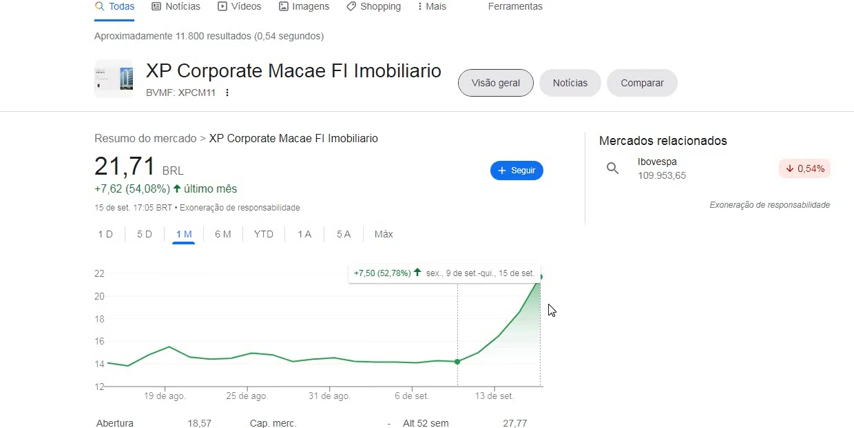 Todas Notícias Vídeos Imagens Shopping Mais Ferramentas
Aproximadamente 11.800 resultados (0,54 segundos)
XP Corporate Macae FI Imobiliario
BVMF: XPCM11
Visão geral Notícias Comparar
Resumo do mercado > XP Corporate Macae FI Imobiliario
21,71 BRL
+7,62 (54,08%) último mês
15 de set. 17:05 BRT • Exoneração de responsabilidade
+ Seguir
1 D 5 D 1 M 6 M YTD 1 A 5 A Máx
+7,50 (52,78%) sex., 9 de set.-qui., 15 de set.
22
20
18
16
14
12
19 de ago. 25 de ago. 31 de ago. 6 de set. 13 de set.
Abertura 18,57 Cap. merc. - Alt 52 sem 27,77
Mercados relacionados
Ibovespa
109.953,65
0,54%
Exoneração de responsabilidade